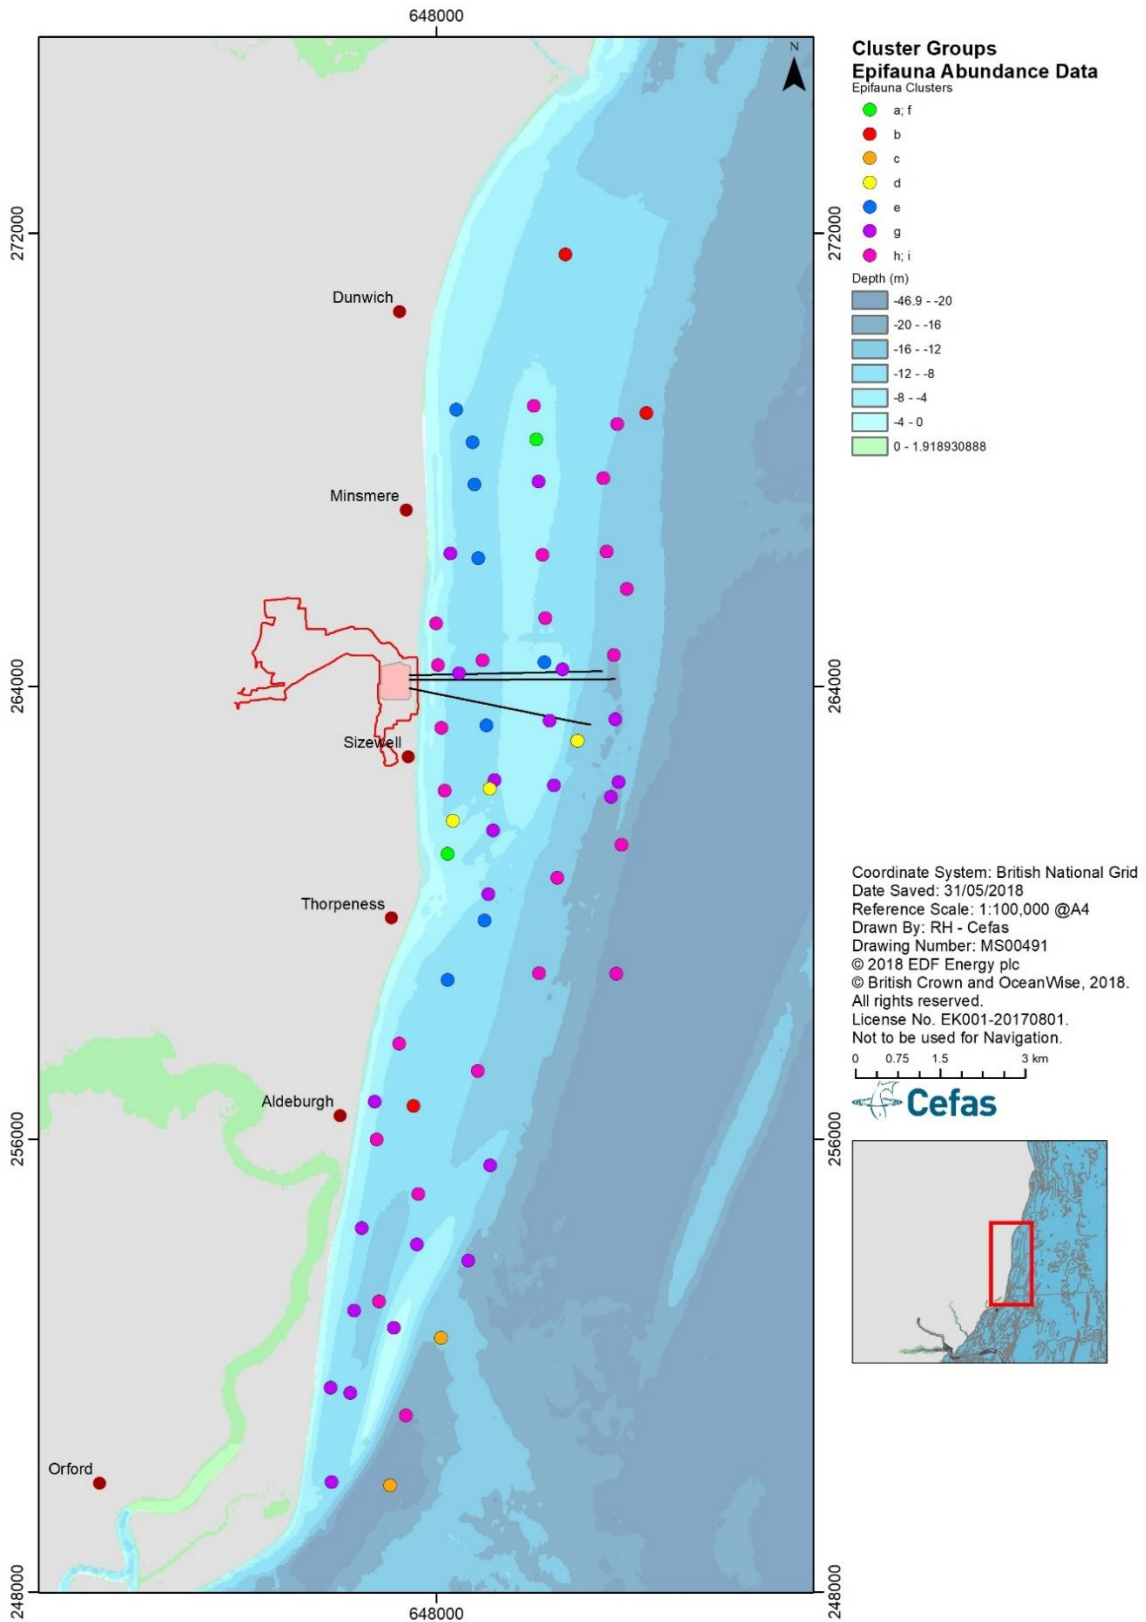 648000
N
Cluster Groups
Epifauna Abundance Data
Epifauna Clusters
a; f
b
c
d
e
g
h; i
Depth (m)
-46.9 - -20
-20 - -16
-16 - -12
-12 - -8
-8 - -4
-4 - 0
0 - 1.918930888
272000
272000
Dunwich
Minsmere
264000
264000
Sizewell
Thorpeness
Coordinate System: British National Grid
Date Saved: 31/05/2018
Reference Scale: 1:100,000 @A4
Drawn By: RH - Cefas
Drawing Number: MS00491
© 2018 EDF Energy plc
© British Crown and OceanWise, 2018.
All rights reserved.
License No. EK001-20170801.
Not to be used for Navigation.
0 0.75 1.5 3 km
Cefas
Aldeburgh
256000
256000
Orford
248000
248000
648000